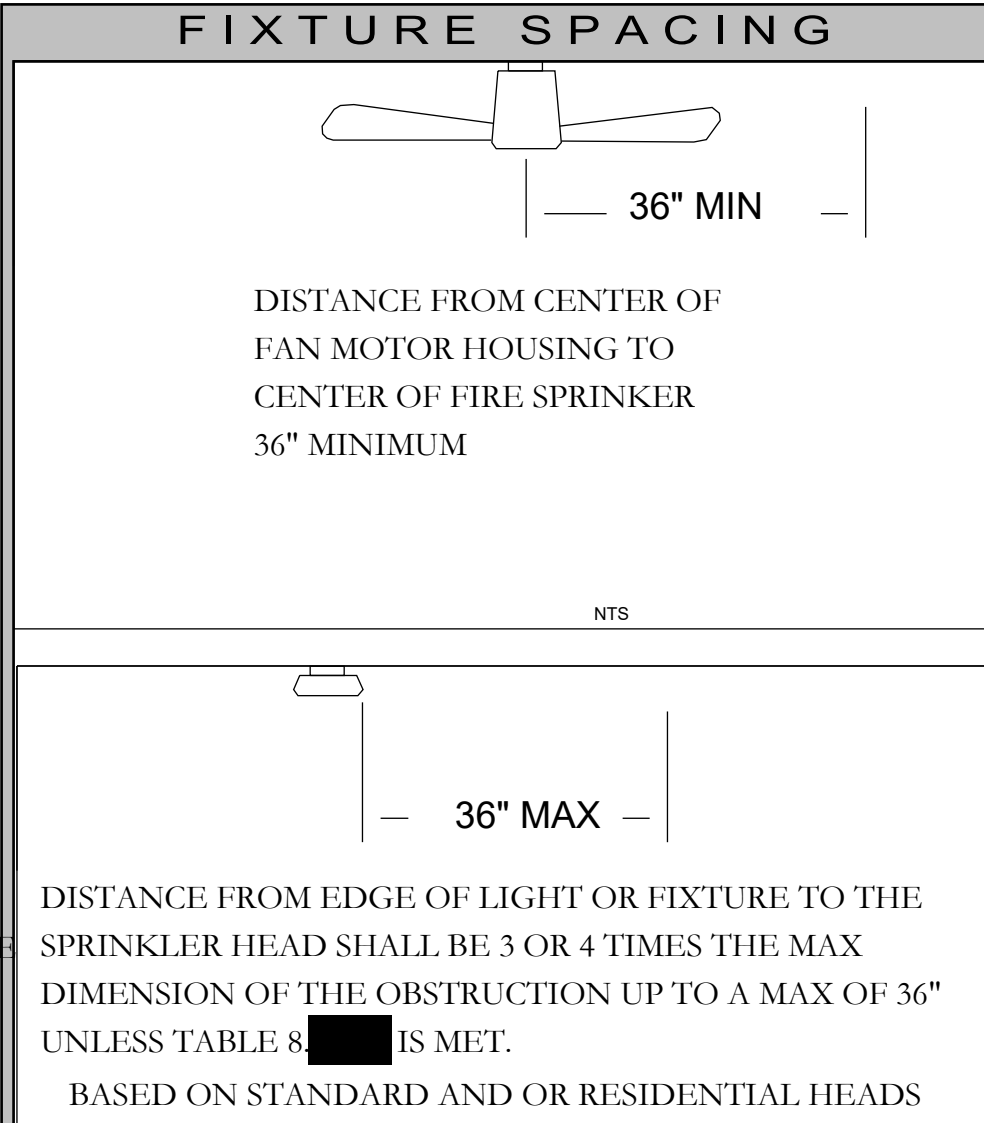 FIXTURE SPACING
36" MIN
DISTANCE FROM CENTER OF
FAN MOTOR HOUSING TO
CENTER OF FIRE SPRINKER
36" MINIMUM
NTS
36" MAX
DISTANCE FROM EDGE OF LIGHT OR FIXTURE TO THE
E
SPRINKLER HEAD SHALL BE 3 OR 4 TIMES THE MAX
DIMENSION OF THE OBSTRUCTION UP TO A MAX OF 36"
UNLESS TABLE 8. IS MET.
BASED ON STANDARD AND OR RESIDENTIAL HEADS